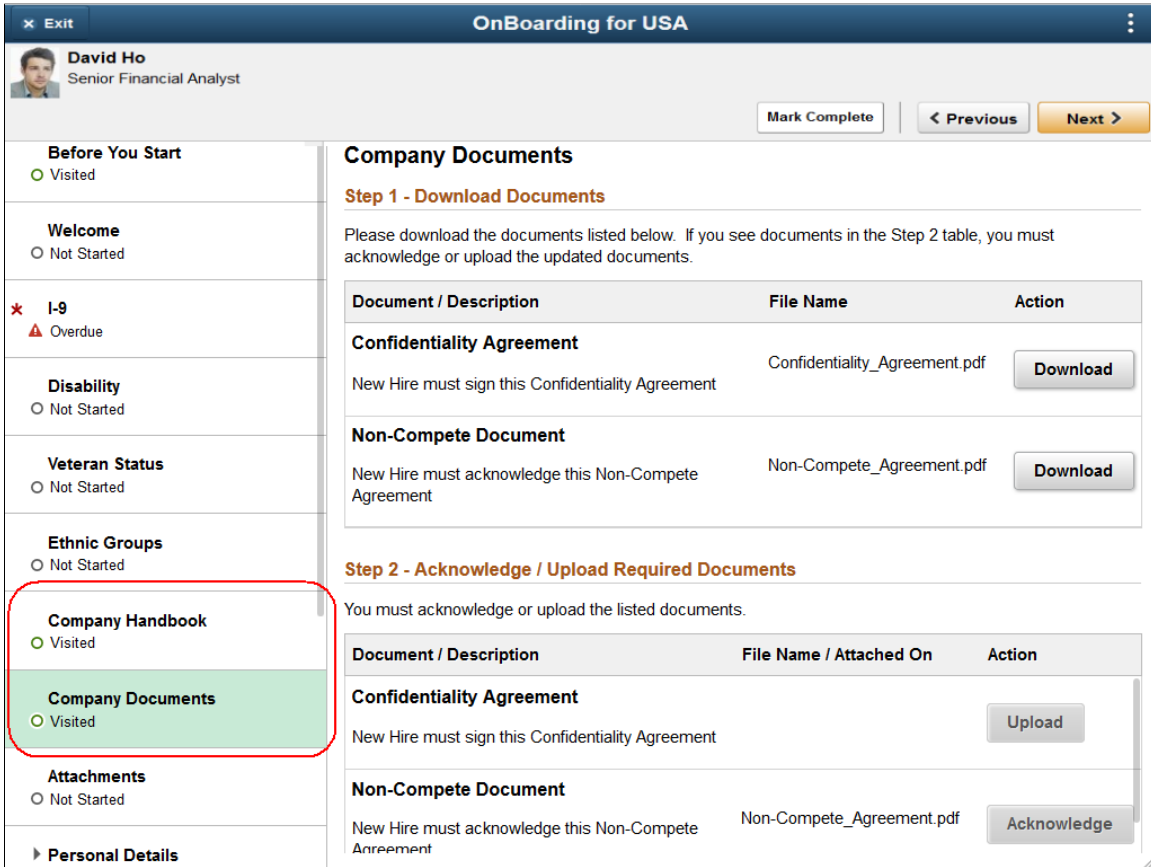 × Exit
OnBoarding for USA
David Ho
Senior Financial Analyst
Mark Complete
< Previous
Next >
Before You Start
Visited
Welcome
Not Started
I-9
Overdue
Disability
Not Started
Veteran Status
Not Started
Ethnic Groups
Not Started
Company Handbook
Visited
Company Documents
Visited
Attachments
Not Started
Personal Details
Company Documents
Step 1 - Download Documents
Please download the documents listed below. If you see documents in the Step 2 table, you must
acknowledge or upload the updated documents.
Document / Description File Name Action
Confidentiality Agreement
New Hire must sign this Confidentiality Agreement
Confidentiality_Agreement.pdf
Download
Non-Compete Document
New Hire must acknowledge this Non-Compete
Agreement
Non-Compete_Agreement.pdf
Download
Step 2 - Acknowledge / Upload Required Documents
You must acknowledge or upload the listed documents.
Document / Description File Name / Attached On Action
Confidentiality Agreement
New Hire must sign this Confidentiality Agreement
Upload
Non-Compete Document
New Hire must acknowledge this Non-Compete
Agreement
Non-Compete_Agreement.pdf
Acknowledge